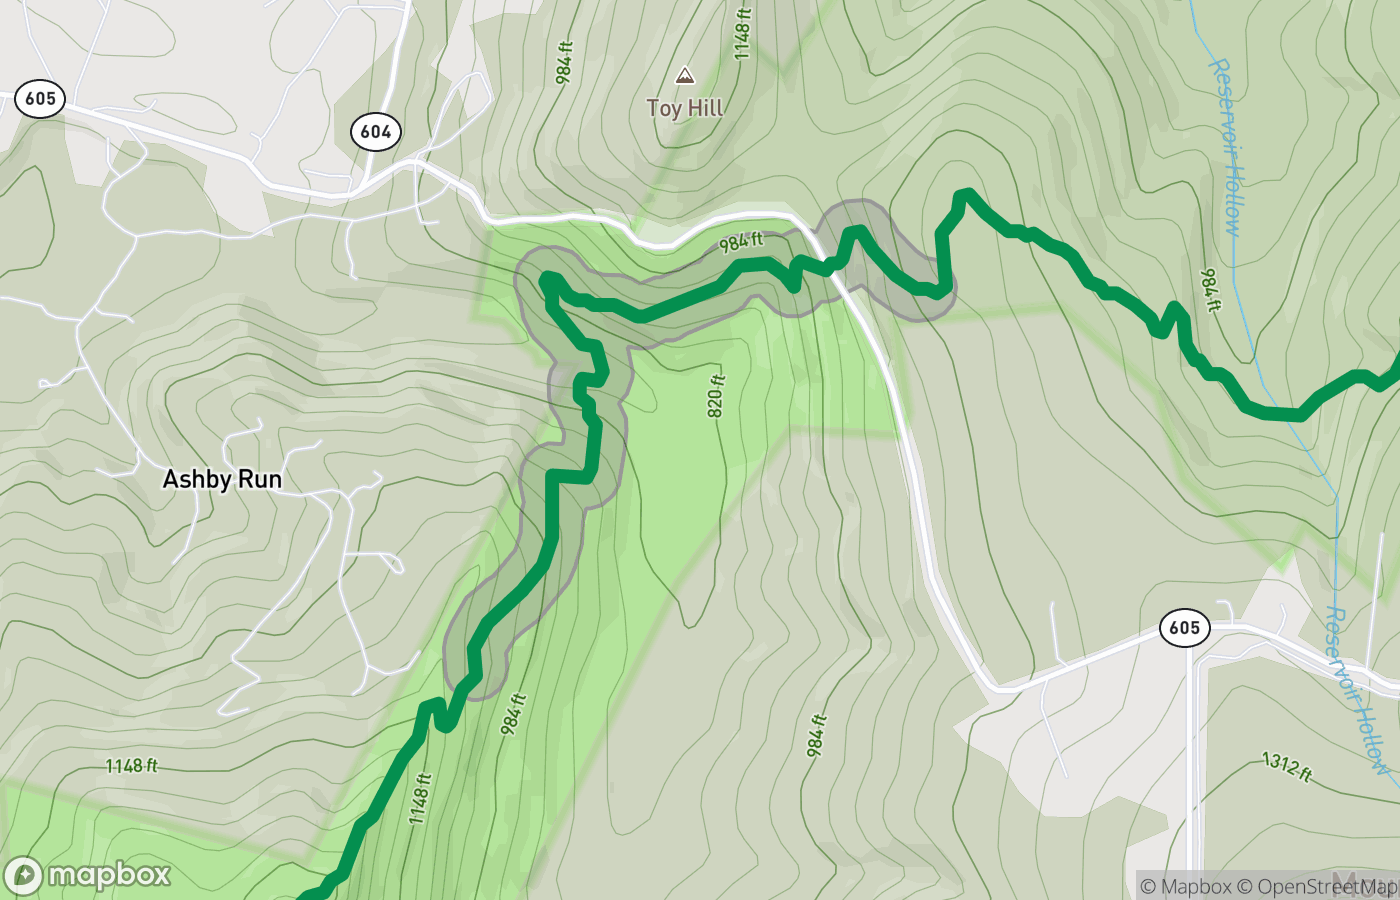 1148 ft
984 ft
Reservoir Hollow
605
Toy Hill
604
984 ft
984 ft
820 ft
Ashby Run
605
Reservoir Hollow
984 ft
984 ft
1148 ft
1312 ft
1148 ft
mapbox
© Mapbox © OpenStreetMap